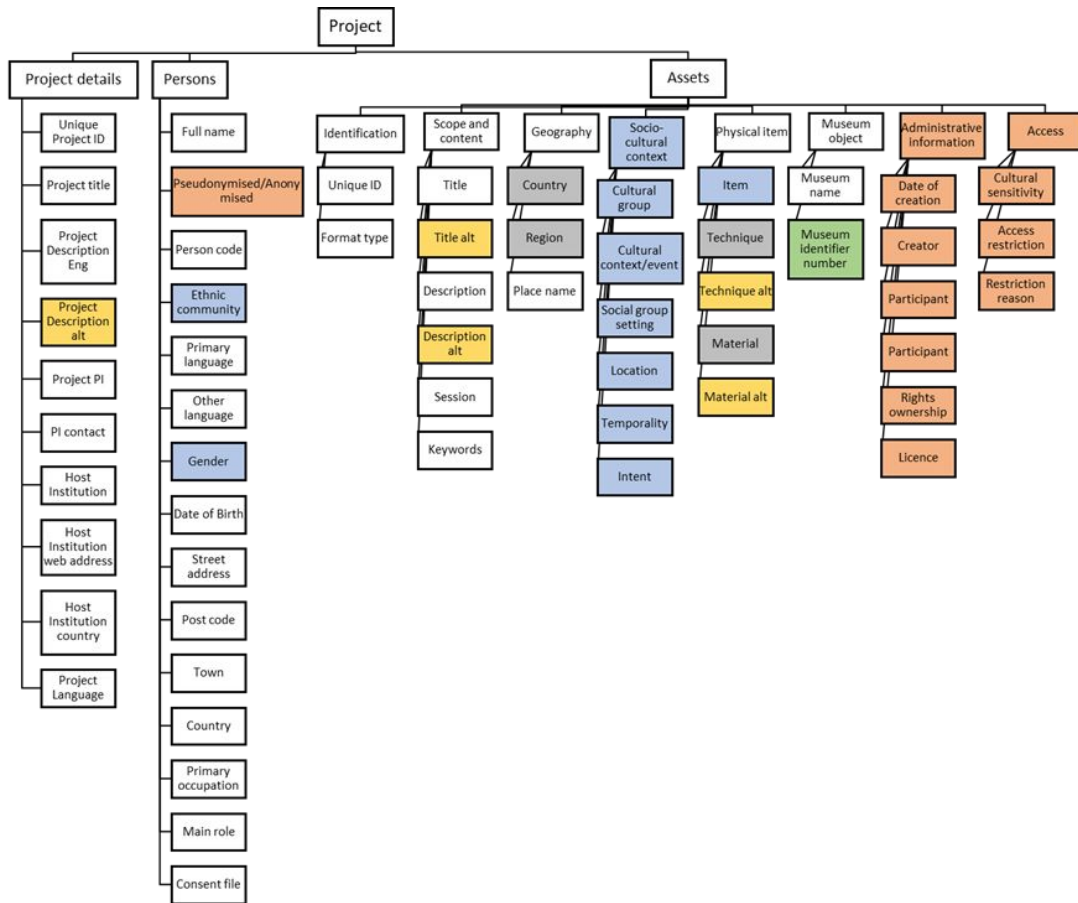 Project
Project details
Persons
Assets
Unique
Project ID
Project title
Project
Description
Eng
Project
Description
alt
Project PI
PI contact
Host
Institution
Host
Institution
web address
Host
Institution
country
Project
Language
Full name
Pseudonymised/Anony
mised
Person code
Ethnic
community
Primary
language
Other
language
Gender
Date of Birth
Street
address
Post code
Town
Country
Primary
occupation
Main role
Consent file
Identification
Unique ID
Format type
Scope and
content
Title
Title alt
Description
Description
alt
Session
Keywords
Geography
Country
Region
Place name
Socio-
cultural
context
Cultural
group
Cultural
context/event
Social group
setting
Location
Temporality
Intent
Physical item
Item
Technique
Technique alt
Material
Material alt
Museum
object
Museum
name
Museum
identifier
number
Administrative
information
Date of
creation
Creator
Participant
Participant
Rights
ownership
Licence
Access
Cultural
sensitivity
Access
restriction
Restriction
reason